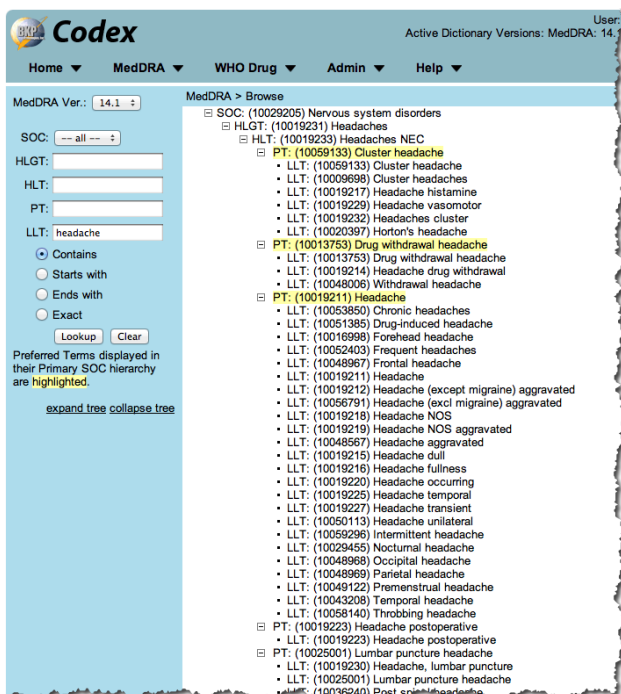 BKP Codex
User:
Active Dictionary Versions: MedDRA: 14.1
Home MedDRA WHO Drug Admin Help
MedDRA Ver.: 14.1
SOC: -- all --
HLGT:
HLT:
PT:
LLT: headache
Contains
Starts with
Ends with
Exact
Lookup Clear
Preferred Terms displayed in
their Primary SOC hierarchy
are highlighted.
expand tree collapse tree
MedDRA > Browse
SOC: (10029205) Nervous system disorders
HLGT: (10019231) Headaches
HLT: (10019233) Headaches NEC
PT: (10059133) Cluster headache
LLT: (10059133) Cluster headache
LLT: (10009698) Cluster headaches
LLT: (10019217) Headache histamine
LLT: (10019229) Headache vasomotor
LLT: (10019232) Headaches cluster
LLT: (10020397) Horton's headache
PT: (10013753) Drug withdrawal headache
LLT: (10013753) Drug withdrawal headache
LLT: (10019214) Headache drug withdrawal
LLT: (10048006) Withdrawal headache
PT: (10019211) Headache
LLT: (10053850) Chronic headaches
LLT: (10051385) Drug-induced headache
LLT: (10016998) Forehead headache
LLT: (10052403) Frequent headaches
LLT: (10048967) Frontal headache
LLT: (10019211) Headache
LLT: (10019212) Headache (except migraine) aggravated
LLT: (10056791) Headache (excl migraine) aggravated
LLT: (10019218) Headache NOS
LLT: (10019219) Headache NOS aggravated
LLT: (10048567) Headache aggravated
LLT: (10019215) Headache dull
LLT: (10019216) Headache fullness
LLT: (10019220) Headache occurring
LLT: (10019225) Headache temporal
LLT: (10019227) Headache transient
LLT: (10050113) Headache unilateral
LLT: (10059296) Intermittent headache
LLT: (10029455) Nocturnal headache
LLT: (10048968) Occipital headache
LLT: (10048969) Parietal headache
LLT: (10049122) Premenstrual headache
LLT: (10043208) Temporal headache
LLT: (10058140) Throbbing headache
PT: (10019223) Headache postoperative
LLT: (10019223) Headache postoperative
PT: (10025001) Lumbar puncture headache
LLT: (10019230) Headache, lumbar puncture
LLT: (10025001) Lumbar puncture headache
LLT: (10036240) Post spinal headache